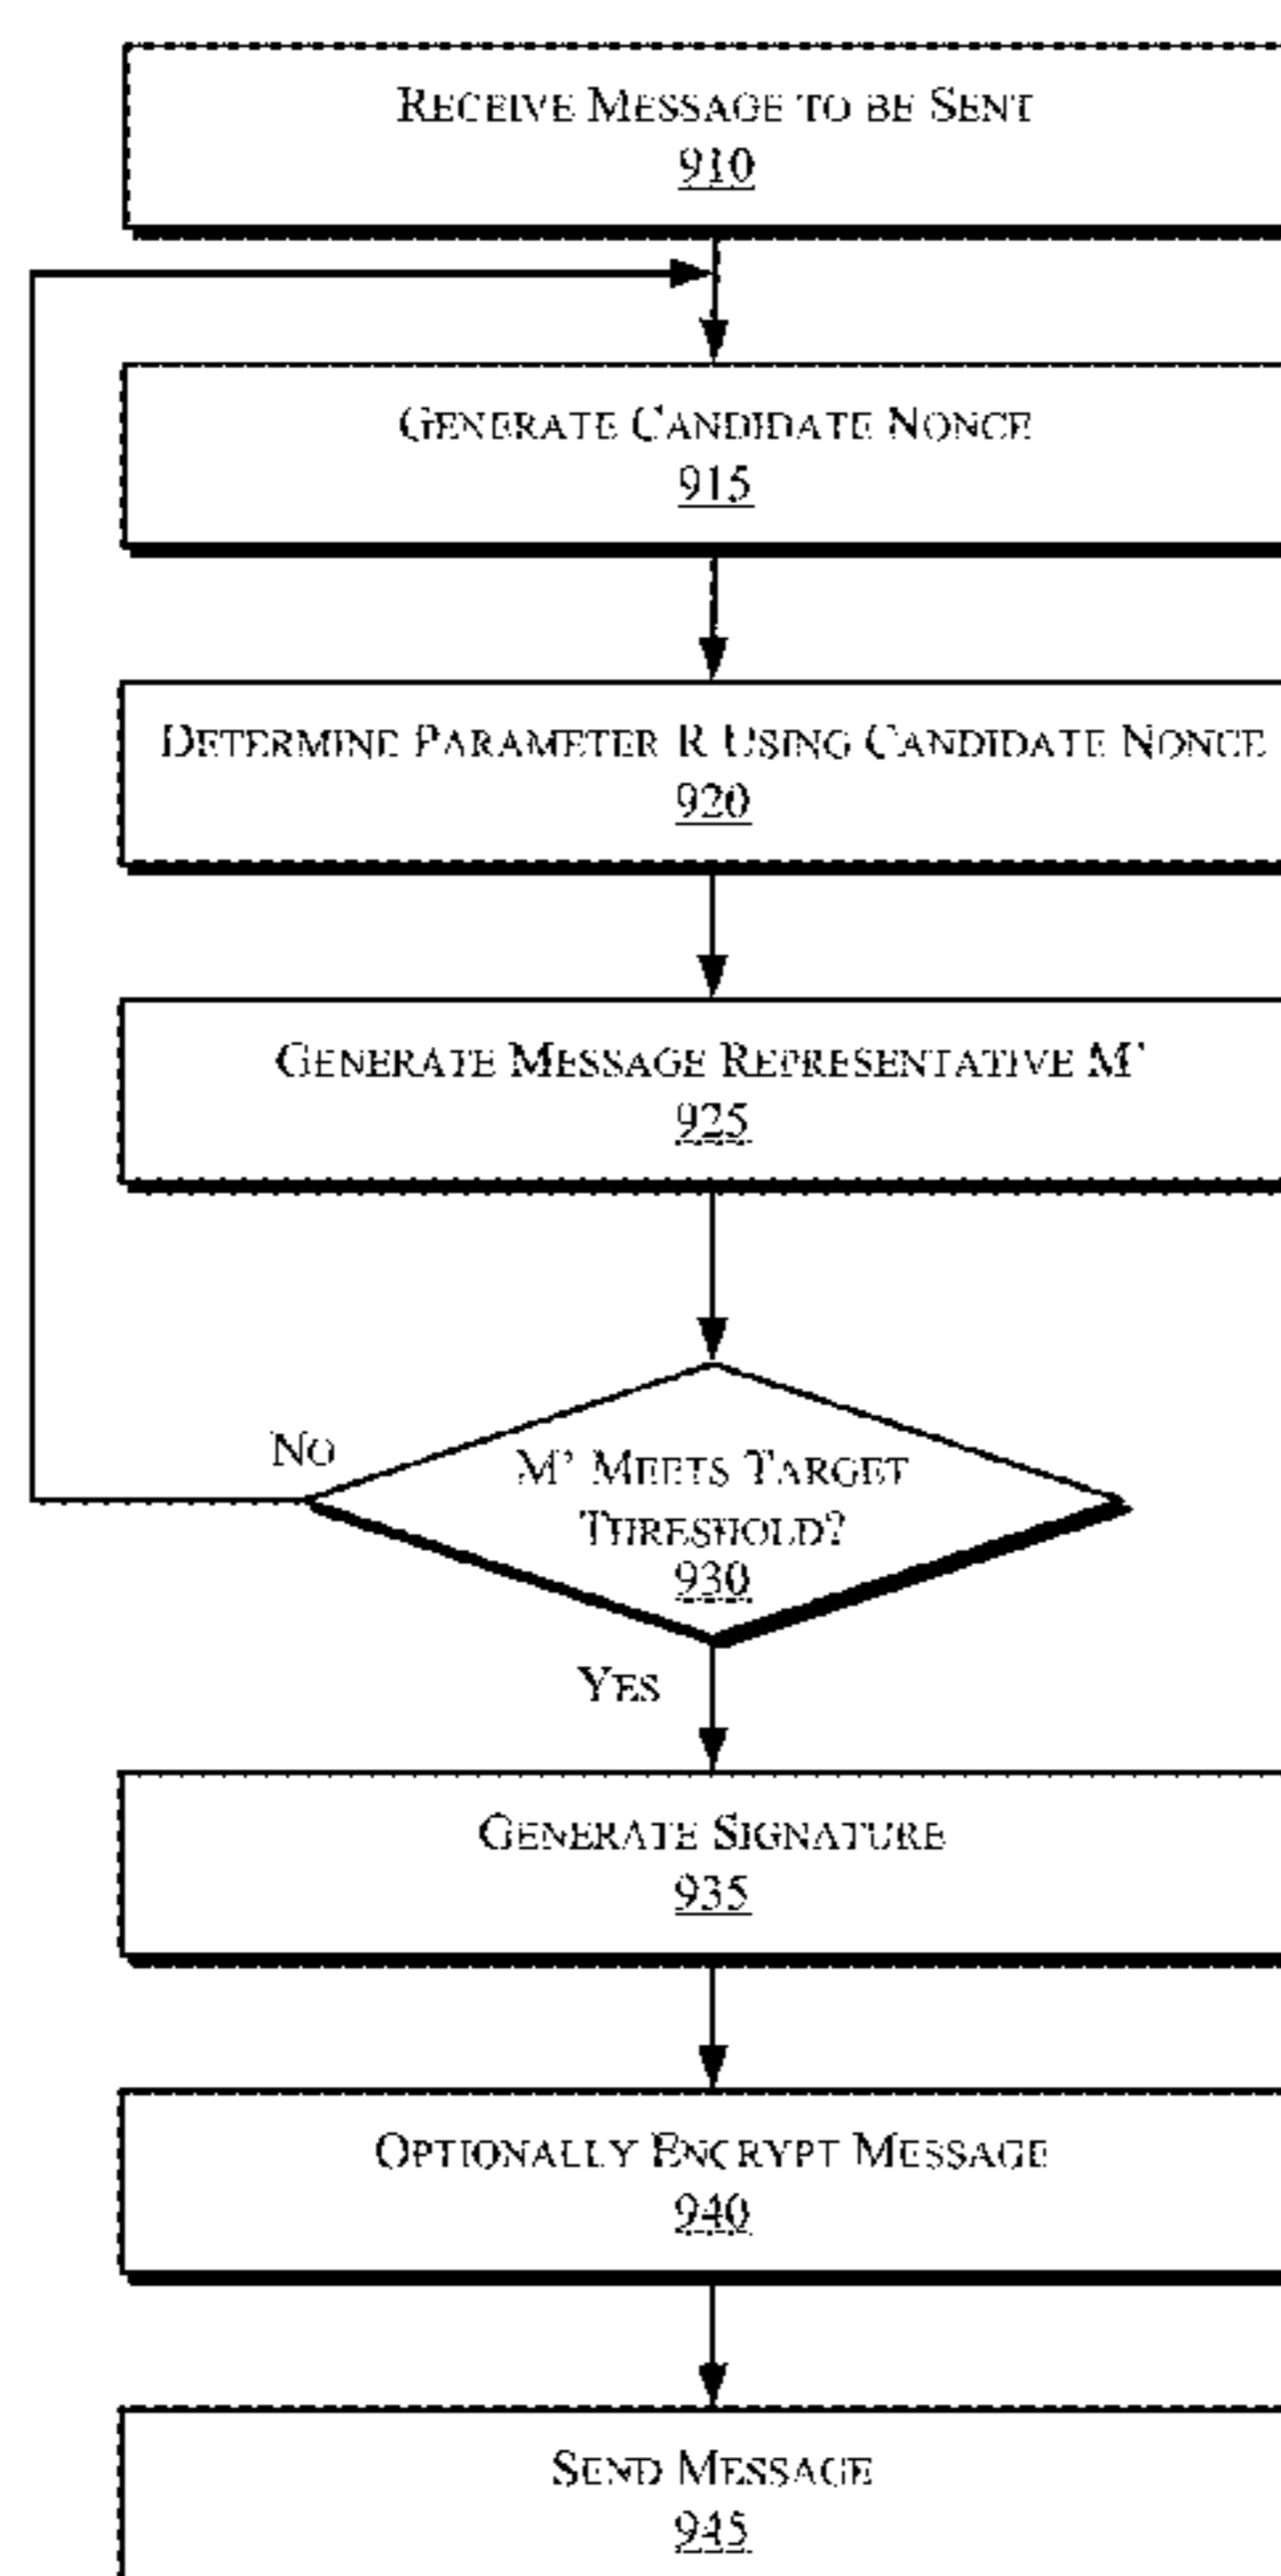 RECEIVE MESSAGE TO BE SENT
910
GENERATE CANDIDATE NONCE
915
DETERMINE PARAMETER R USING CANDIDATE NONCE
920
GENERATE MESSAGE REPRESENTATIVE M'
925
NO
M' MEETS TARGET
THRESHOLD?
930
YES
GENERATE SIGNATURE
935
OPTIONALLY ENCRYPT MESSAGE
940
SEND MESSAGE
945